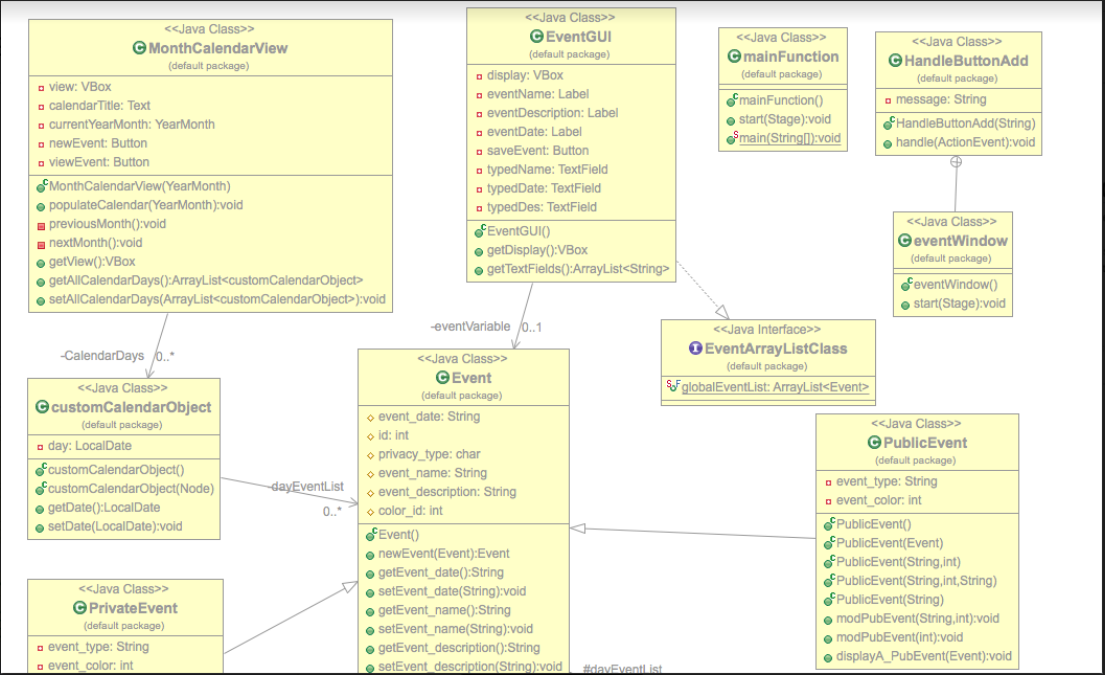 <<Java Class>>
MonthCalendarView
(default package)
view: VBox
calendarTitle: Text
currentYearMonth: YearMonth
newEvent: Button
viewEvent: Button
MonthCalendarView(YearMonth)
populateCalendar(YearMonth):void
previousMonth():void
nextMonth():void
getView():VBox
getAllCalendarDays():ArrayList<customCalendarObject>
setAllCalendarDays(ArrayList<customCalendarObject>):void
<<Java Class>>
EventGUI
(default package)
display: VBox
eventName: Label
eventDescription: Label
eventDate: Label
saveEvent: Button
typedName: TextField
typedDate: TextField
typedDes: TextField
EventGUI()
getDisplay():VBox
getTextFields():ArrayList<String>
<<Java Class>>
mainFunction
(default package)
mainFunction()
start(Stage):void
main(String[]):void
<<Java Class>>
HandleButtonAdd
(default package)
message: String
HandleButtonAdd(String)
handle(ActionEvent):void
<<Java Class>>
eventWindow
(default package)
eventWindow()
start(Stage):void
-eventVariable
0..1
<<Java Interface>>
EventArrayListClass
(default package)
globalEventList: ArrayList<Event>
-CalendarDays
0..*
<<Java Class>>
customCalendarObject
(default package)
day: LocalDate
customCalendarObject()
customCalendarObject(Node)
getDate():LocalDate
setDate(LocalDate):void
-dayEventList
0..*
<<Java Class>>
Event
(default package)
event_date: String
id: int
privacy_type: char
event_name: String
event_description: String
color_id: int
Event()
newEvent(Event):Event
getEvent_date():String
setEvent_date(String):void
getEvent_name():String
setEvent_name(String):void
getEvent_description():String
setEvent_description(String):void
<<Java Class>>
PublicEvent
(default package)
event_type: String
event_color: int
PublicEvent()
PublicEvent(Event)
PublicEvent(String,int)
PublicEvent(String,int,String)
PublicEvent(String)
modPubEvent(String,int):void
modPubEvent(int):void
displayA_PubEvent(Event):void
<<Java Class>>
PrivateEvent
(default package)
event_type: String
event_color: int
#dayEventList